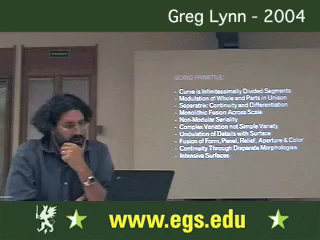 Greg Lynn - 2004
GOING PRIMITIVE
- Curve is Infinitessimally Divided Segments
- Modulation of Whole and Parts in Unison
- Seperatrix: Continuity and Differentiation
- Monolithic Fusion Across Scale
- Non-Modular Seriality
- Complex Variation not Simple Variety
- Undulation of Details with Surface
- Fusion of Form, Panel, Relief, Aperture & Color
- Continuity Through Disparate Morphologies
- Intensive Surfaces
www.egs.edu